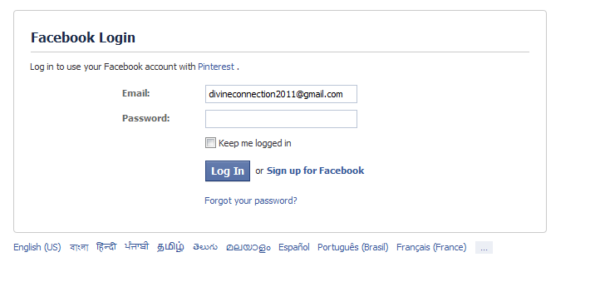 Facebook Login
Log in to use your Facebook account with Pinterest .
Email: divineconnection2011@gmail.com
Password:
Keep me logged in
Log In or Sign up for Facebook
Forgot your password?
English (US) বাংলা हिन्दी ਪੰਜਾਬੀ தமிழ் తెలుగు മലയാളം Español Português (Brasil) Français (France) ...